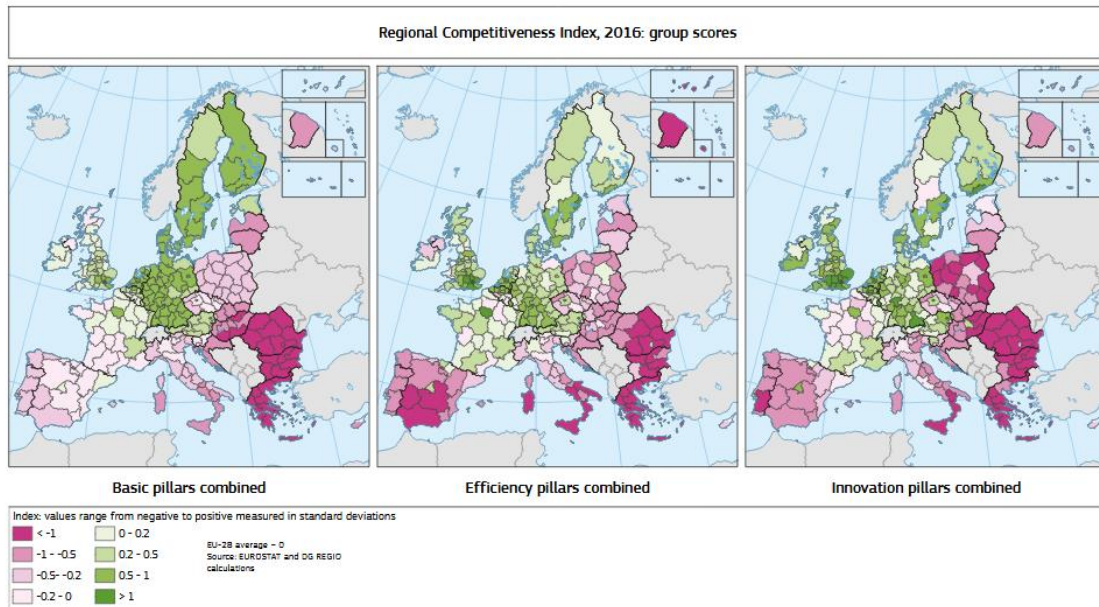 Regional Competitiveness Index, 2016: group scores
Basic pillars combined
Efficiency pillars combined
Innovation pillars combined
Index: values range from negative to positive measured in standard deviations
< -1
-1 - -0.5
-0.5- -0.2
-0.2 - 0
0 - 0.2
0.2 - 0.5
0.5 - 1
> 1
EU-28 average – 0
Source: EUROSTAT and DG REGIO
calculations